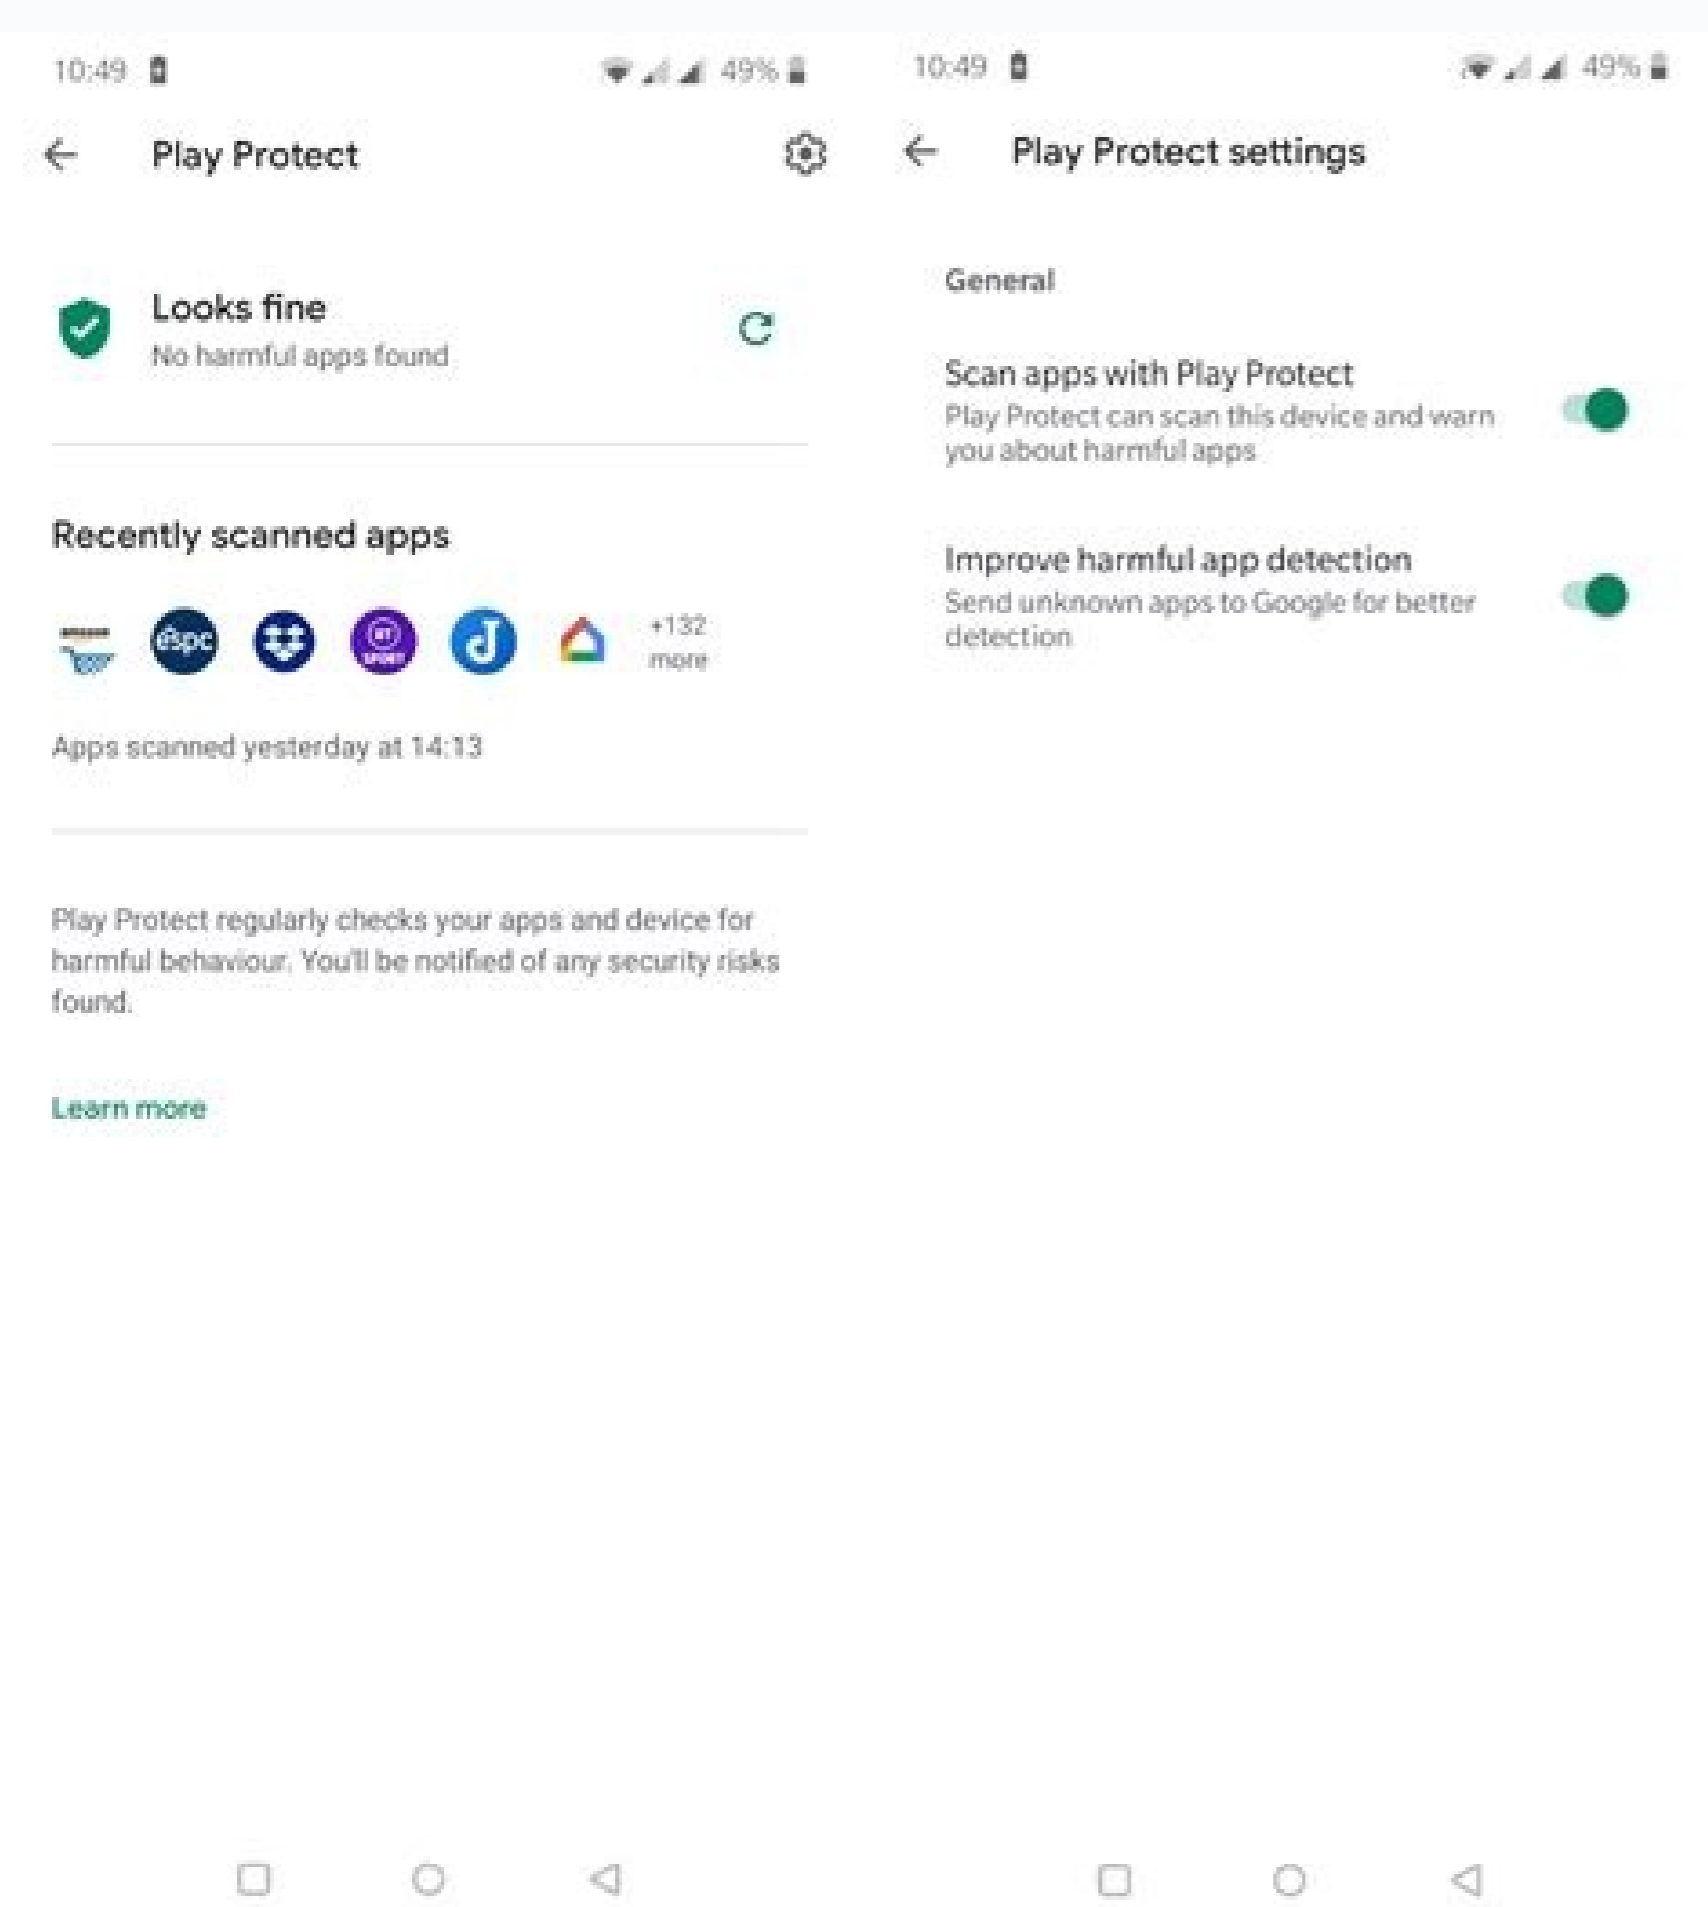 10:49
49%
Play Protect
Looks fine
No harmful apps found
Recently scanned apps
+132
more
Apps scanned yesterday at 14:13
Play Protect regularly checks your apps and device for
harmful behaviour. You'll be notified of any security risks
found.
Learn more
10:49
49%
Play Protect settings
General
Scan apps with Play Protect
Play Protect can scan this device and warn
you about harmful apps
Improve harmful app detection
Send unknown apps to Google for better
detection